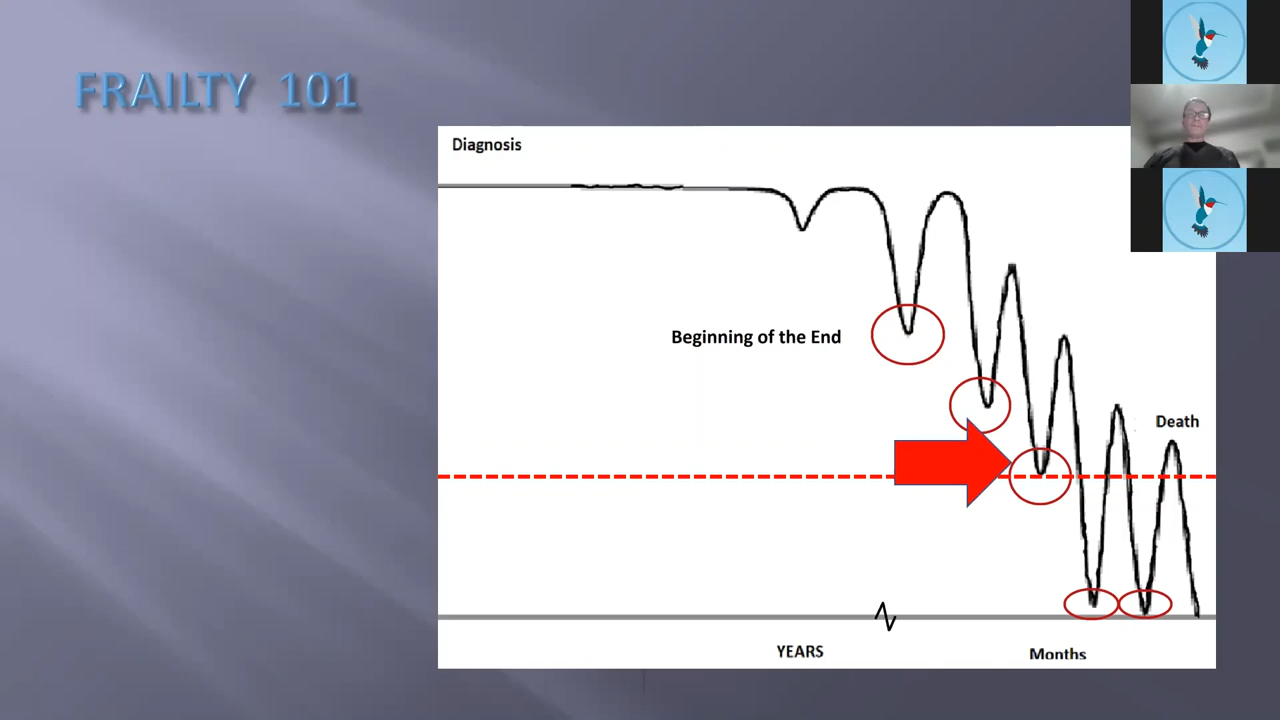 FRAILTY 101
Diagnosis
Beginning of the End
Death
YEARS
Months